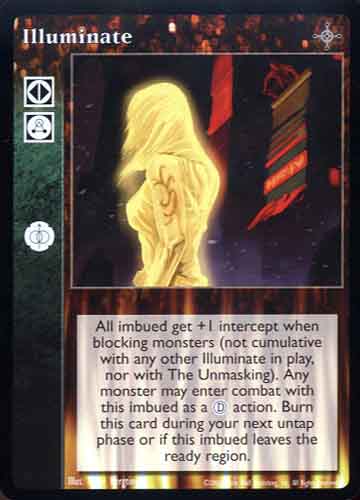 Illuminate
All imbued get +1 intercept when
blocking monsters (not cumulative
with any other Illuminate in play,
nor with The Unmasking). Any
monster may enter combat with
this imbued as a Ⓓ action. Burn
this card during your next untap
phase or if this imbued leaves the
ready region.